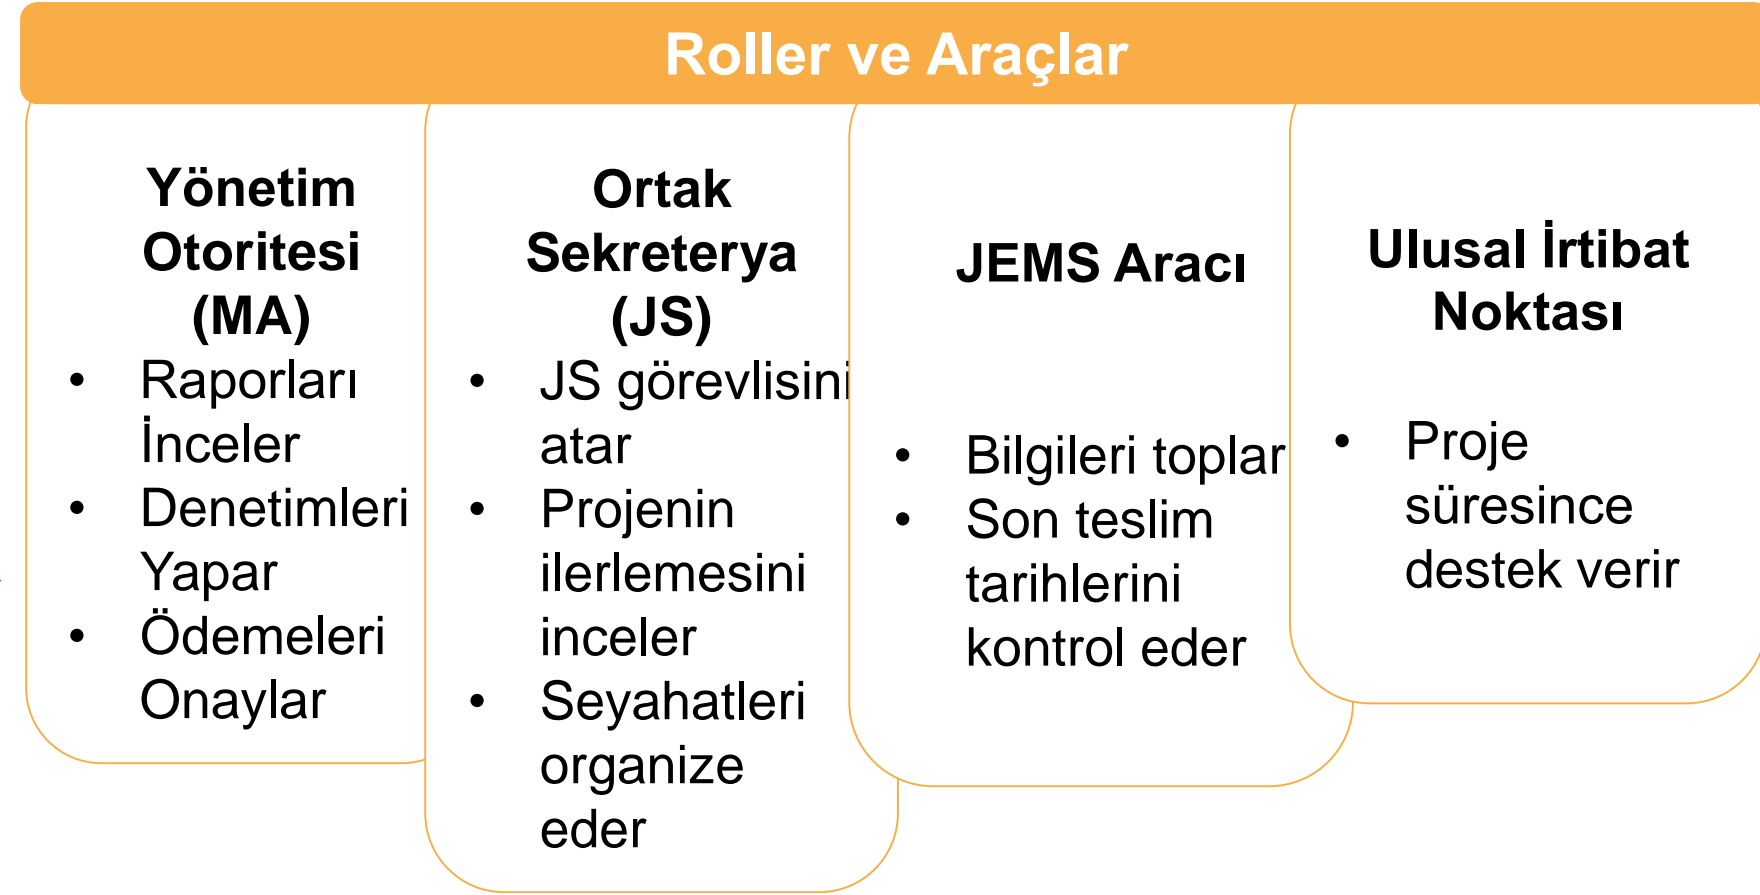 Roller ve Araçlar
Yönetim
Otoritesi
(MA)
• Raporları
İnceler
• Denetimleri
Yapar
• Ödemeleri
Onaylar
Ortak
Sekreterya
(JS)
• JS görevlisini
atar
• Projenin
ilerlemesini
inceler
• Seyahatleri
organize
eder
JEMS Aracı
• Bilgileri toplar
• Son teslim
tarihlerini
kontrol eder
Ulusal İrtibat
Noktası
• Proje
süresince
destek verir